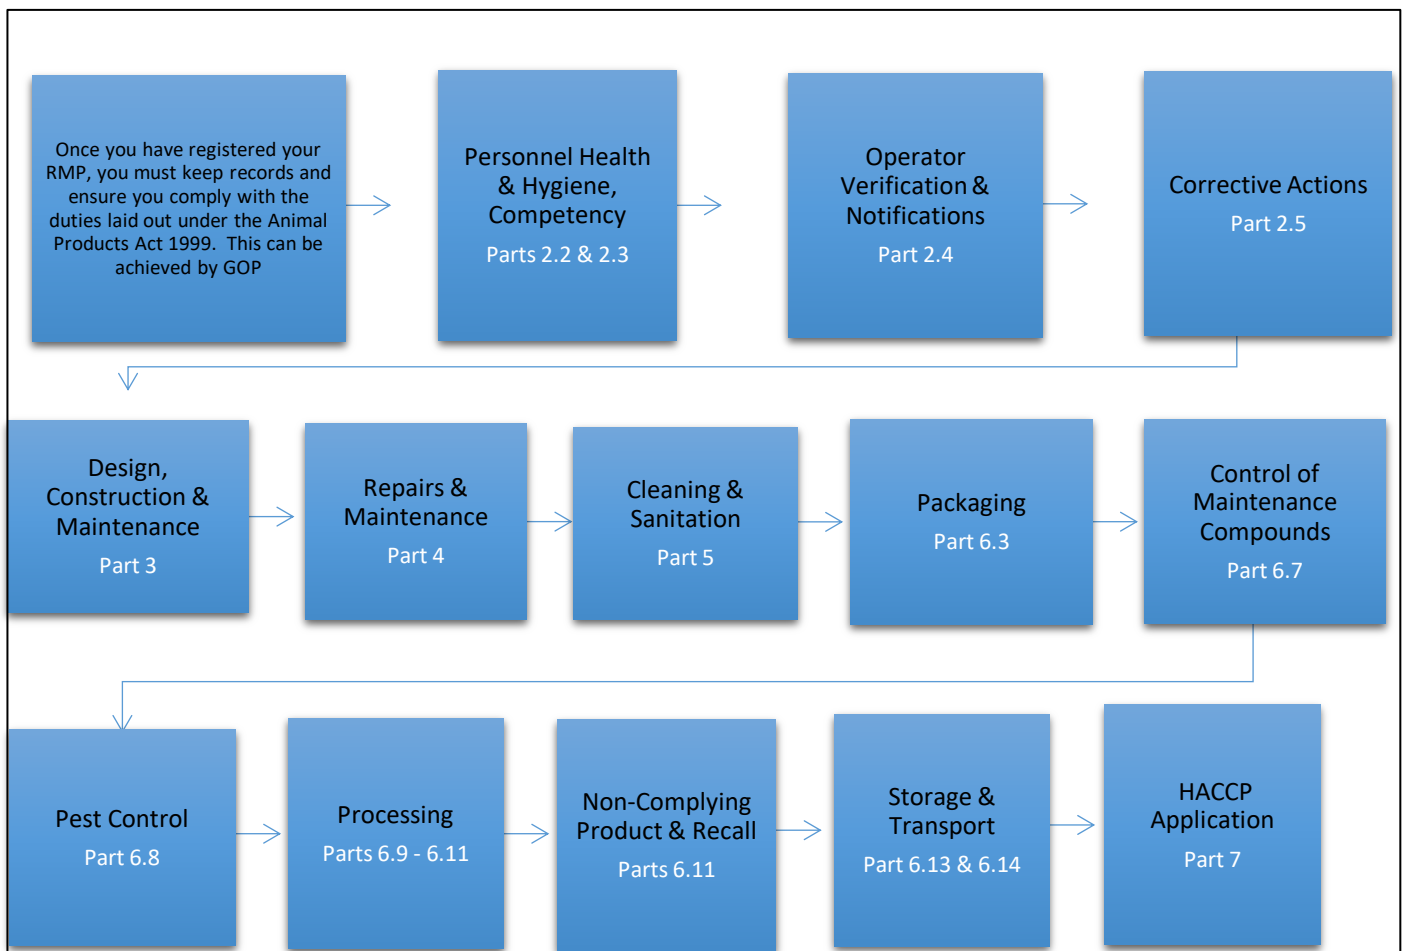 Once you have registered your
RMP, you must keep records and
ensure you comply with the
duties laid out under the Animal
Products Act 1999.  This can be
achieved by GOP
Personnel Health
& Hygiene,
Competency
Parts 2.2 & 2.3
Operator
Verification &
Notifications
Part 2.4
Corrective Actions
Part 2.5
Design,
Construction &
Maintenance
Part 3
Repairs &
Maintenance
Part 4
Cleaning &
Sanitation
Part 5
Packaging
Part 6.3
Control of
Maintenance
Compounds
Part 6.7
Pest Control
Part 6.8
Processing
Parts 6.9 - 6.11
Non-Complying
Product & Recall
Parts 6.11
Storage &
Transport
Part 6.13 & 6.14
HACCP
Application
Part 7